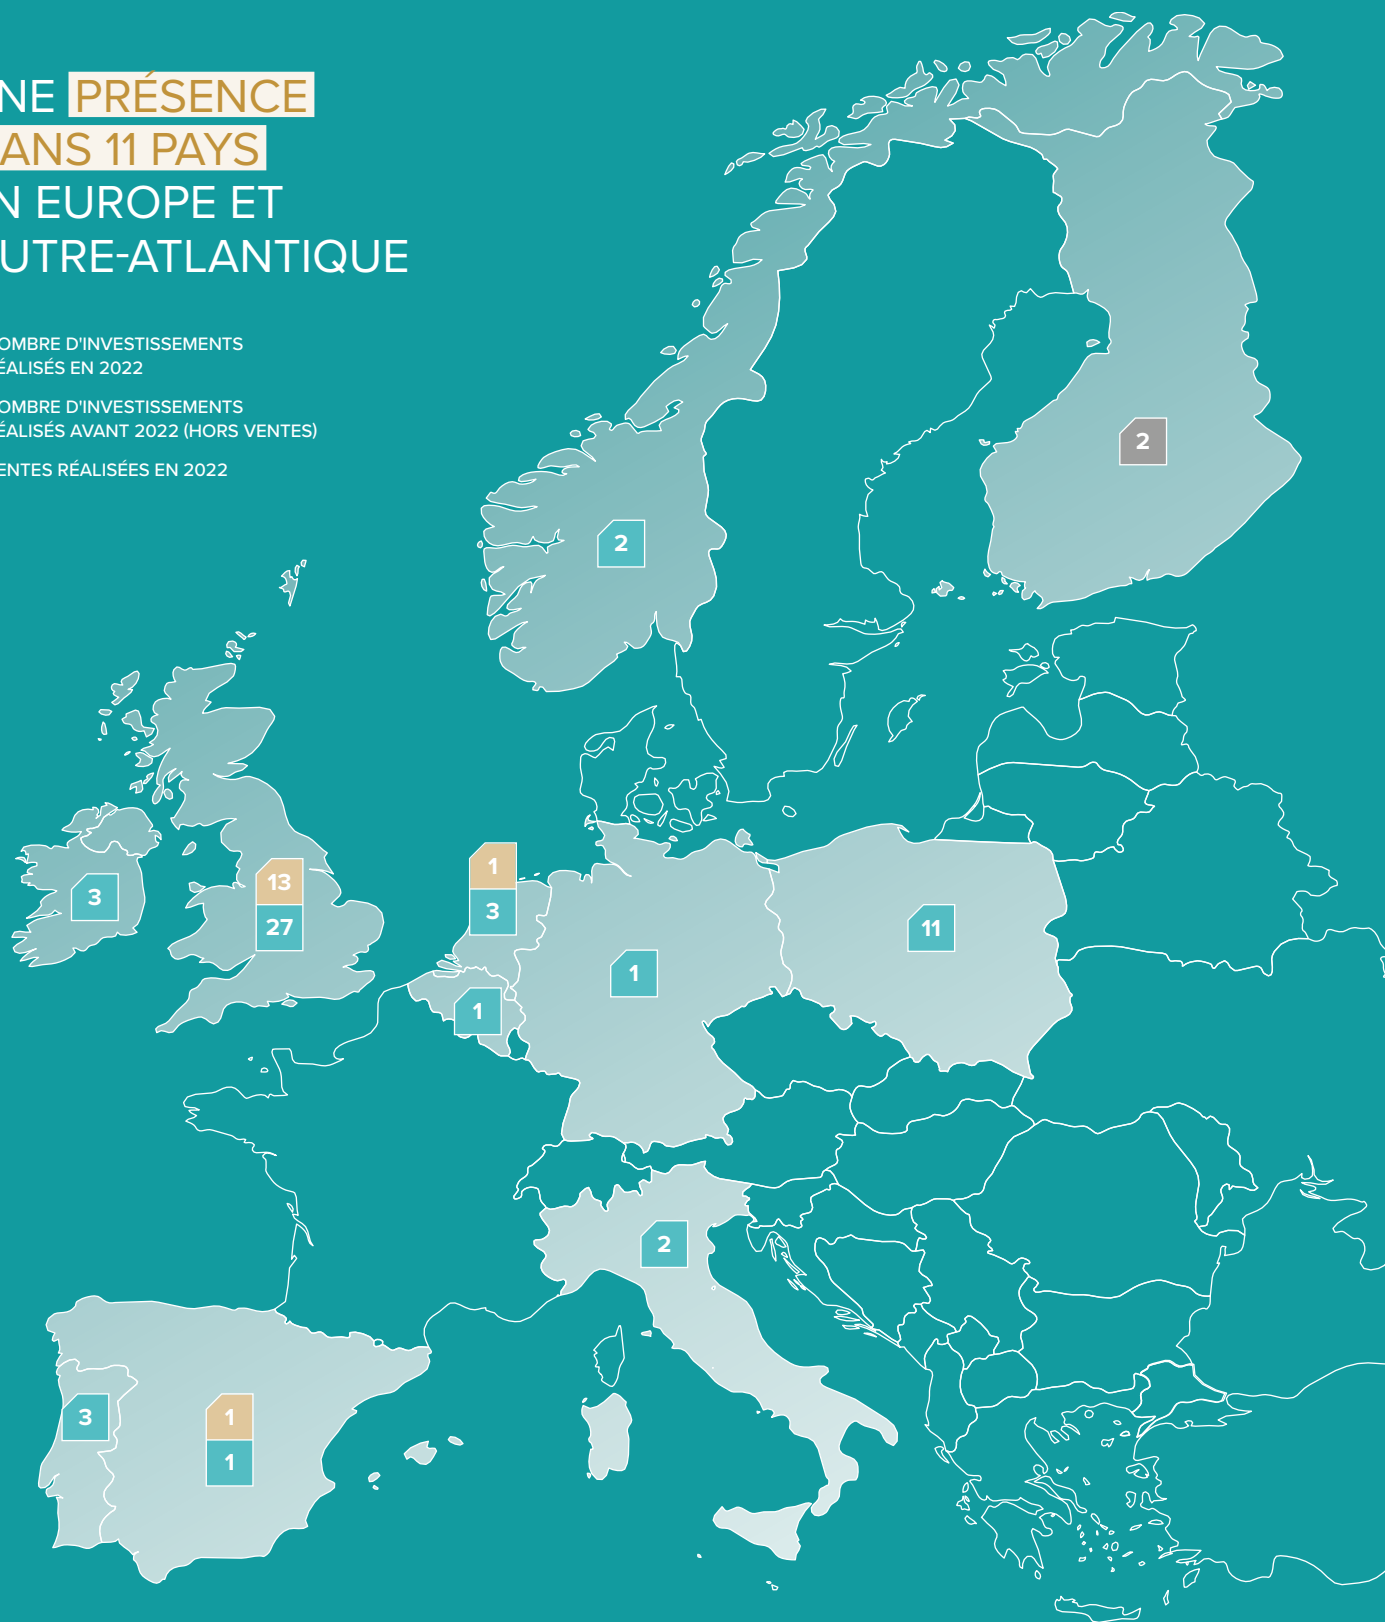 NE PRÉSENCE
ANS 11 PAYS
N EUROPE ET
UTRE-ATLANTIQUE
OMBRE D'INVESTISSEMENTS
ÉALISÉS EN 2022
OMBRE D'INVESTISSEMENTS
ÉALISÉS AVANT 2022 (HORS VENTES)
ENTES RÉALISÉES EN 2022
2
2
3
13
27
1
3
11
1
1
2
3
1
1